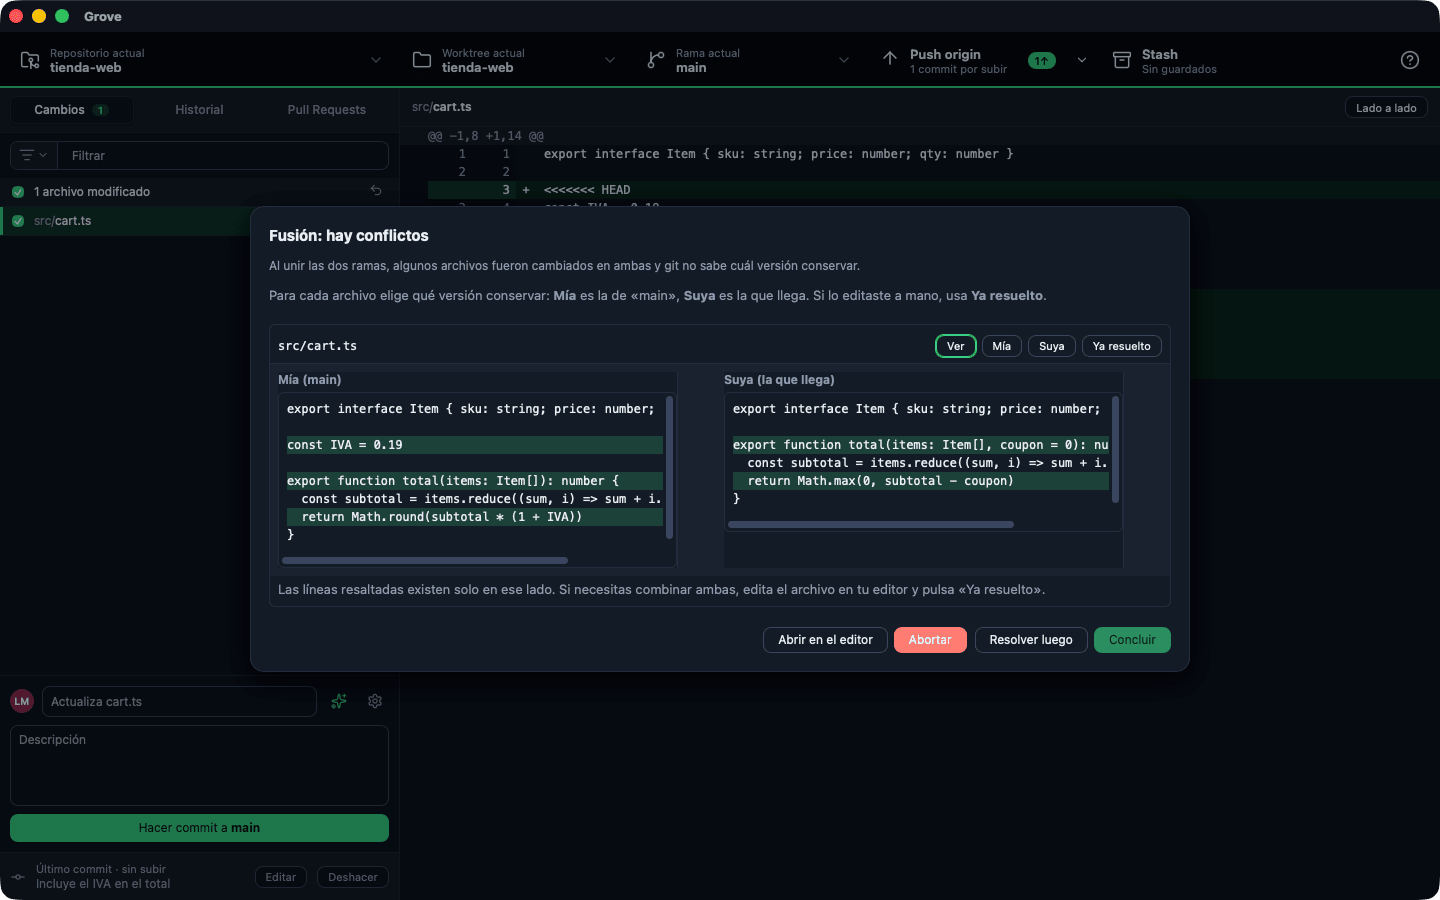 Grove
Repositorio actual
tienda-web
Worktree actual
tienda-web
Rama actual
main
Push origin
1 commit por subir
1↑
Stash
Sin guardados
Cambios 1
Historial
Pull Requests
src/cart.ts
Lado a lado
Filtrar
1 archivo modificado
src/cart.ts
@@ −1,8 +1,14 @@
1 1 export interface Item { sku: string; price: number; qty: number }
2 2
3 + <<<<<<< HEAD
3 4 const IVA = 0.19
Fusión: hay conflictos
Al unir las dos ramas, algunos archivos fueron cambiados en ambas y git no sabe cuál versión conservar.
Para cada archivo elige qué versión conservar: Mía es la de «main», Suya es la que llega. Si lo editaste a mano, usa Ya resuelto.
src/cart.ts
Ver
Mía
Suya
Ya resuelto
Mía (main)
export interface Item { sku: string; price: number;
const IVA = 0.19
export function total(items: Item[]): number {
const subtotal = items.reduce((sum, i) => sum + i.
return Math.round(subtotal * (1 + IVA))
}
Suya (la que llega)
export interface Item { sku: string; price: number;
export function total(items: Item[], coupon = 0): nu
const subtotal = items.reduce((sum, i) => sum + i.
return Math.max(0, subtotal - coupon)
}
Las líneas resaltadas existen solo en ese lado. Si necesitas combinar ambas, edita el archivo en tu editor y pulsa «Ya resuelto».
Abrir en el editor
Abortar
Resolver luego
Concluir
LM
Actualiza cart.ts
Descripción
Hacer commit a main
Último commit · sin subir
Incluye el IVA en el total
Editar
Deshacer